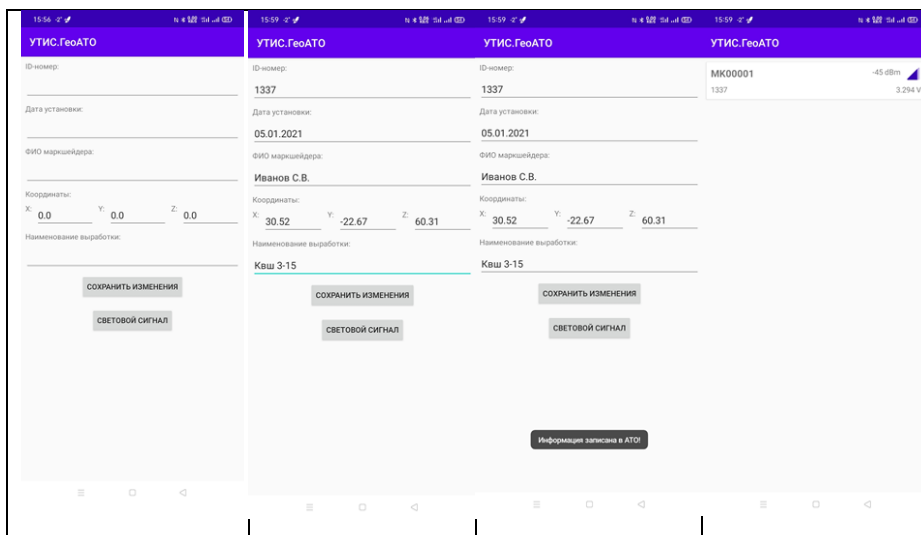 15:56
УТИС.ГеоАТО
ID-номер:
Дата установки:
ФИО маркшейдера:
Координаты:
X: 0.0 Y: 0.0 Z: 0.0
Наименование выработки:
СОХРАНИТЬ ИЗМЕНЕНИЯ
СВЕТОВОЙ СИГНАЛ
15:59
УТИС.ГеоАТО
ID-номер:
1337
Дата установки:
05.01.2021
ФИО маркшейдера:
Иванов С.В.
Координаты:
X: 30.52 Y: -22.67 Z: 60.31
Наименование выработки:
Квш 3-15
СОХРАНИТЬ ИЗМЕНЕНИЯ
СВЕТОВОЙ СИГНАЛ
15:59
УТИС.ГеоАТО
ID-номер:
1337
Дата установки:
05.01.2021
ФИО маркшейдера:
Иванов С.В.
Координаты:
X: 30.52 Y: -22.67 Z: 60.31
Наименование выработки:
Квш 3-15
СОХРАНИТЬ ИЗМЕНЕНИЯ
СВЕТОВОЙ СИГНАЛ
Информация записана в АТО!
15:59
УТИС.ГеоАТО
МК00001 -45 dBm
1337 3.294 V